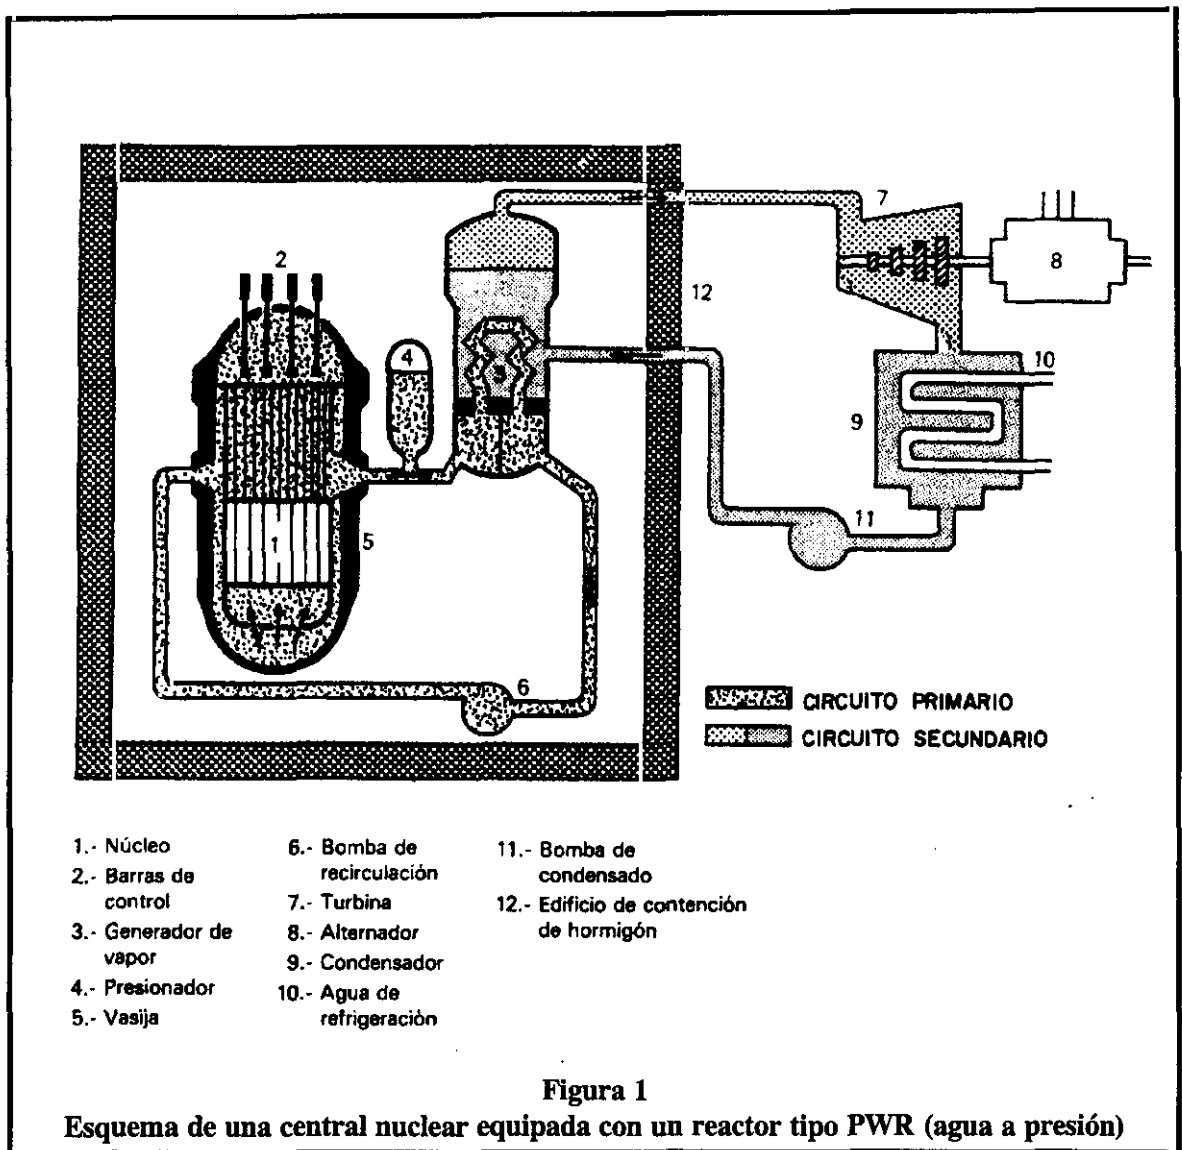 2
4
3
1
5
6
7
8
12
10
9
11
CIRCUITO PRIMARIO
CIRCUITO SECUNDARIO
1.- Núcleo
2.- Barras de
control
3.- Generador de
vapor
4.- Presionador
5.- Vasija
6.- Bomba de
recirculación
7.- Turbina
8.- Alternador
9.- Condensador
10.- Agua de
refrigeración
11.- Bomba de
condensado
12.- Edificio de contención
de hormigón
Figura 1
Esquema de una central nuclear equipada con un reactor tipo PWR (agua a presión)